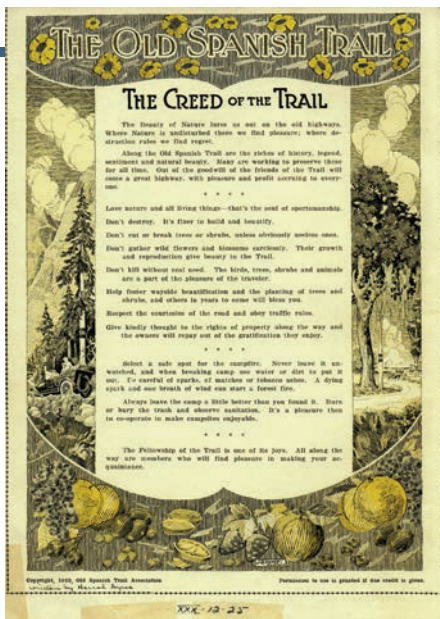 THE OLD SPANISH TRAIL
THE CREED OF THE TRAIL
The Beauty of Nature lures us out on the old highways.
Where Nature is undisturbed there we find pleasure; where de-
struction rules we find regret.
Along the Old Spanish Trail are the riches of history, legend,
sentiment and natural beauty. Many are working to preserve these
for all time. Out of the goodwill of the friends of the Trail will
come a great highway, with pleasure and profit accruing to every-
one.
* * * *
Love nature and all living things—that's the soul of sportsmanship.
Don't destroy. It's finer to build and beautify.
Don't cut or break trees or shrubs, unless obviously useless ones.
Don't gather wild flowers and blossoms carelessly. Their growth
and reproduction give beauty to the Trail.
Don't kill without real need. The birds, trees, shrubs and animals
are a part of the pleasure of the traveler.
Help foster wayside beautification and the planting of trees and
shrubs, and others in years to come will bless you.
Respect the courtesies of the road and obey traffic rules.
Give kindly thought to the rights of property along the way and
the owners will repay out of the gratification they enjoy.
* * * *
Select a safe spot for the campfire. Never leave it un-
watched, and when breaking camp use water or dirt to put it
out. Be careful of sparks, of matches or tobacco ashes. A dying
spark and one breath of wind can start a forest fire.
Always leave the camp a little better than you found it. Burn
or bury the trash and observe sanitation. It's a pleasure then
to co-operate to make campsites enjoyable.
* * * *
The Fellowship of the Trail is one of its joys. All along the
way are members who will find pleasure in making your ac-
quaintance.
Copyright, Old Spanish Trail Association
Permission to use is granted if due credit is given.
written by Harral Ayres
XXX-12-25